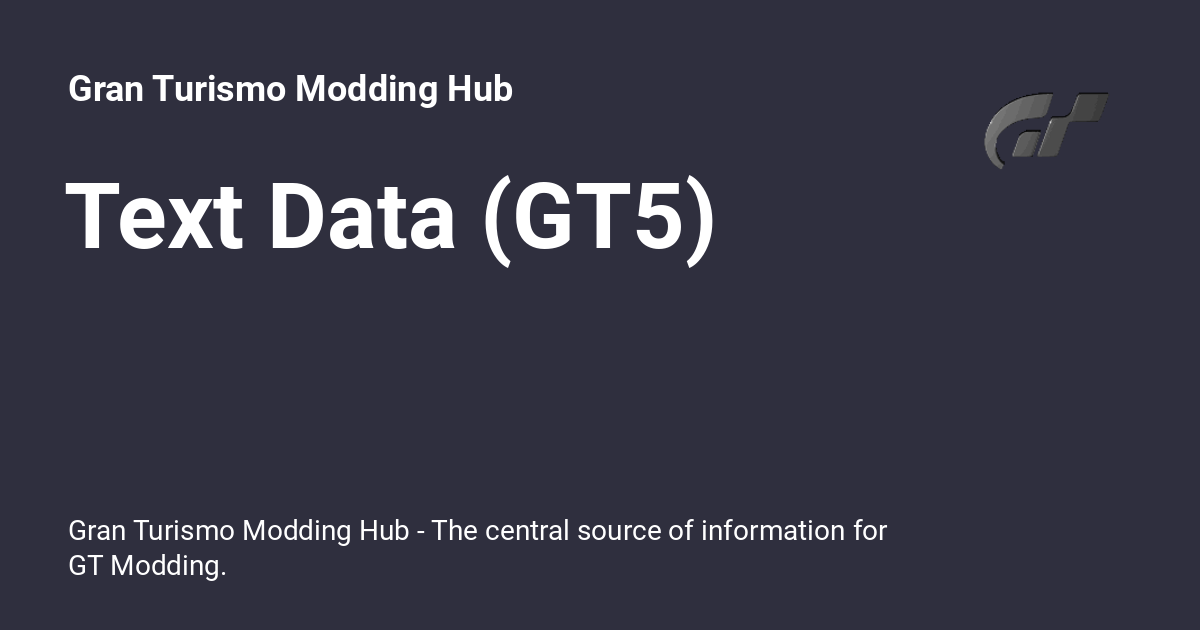 Gran Turismo Modding Hub
Text Data (GT5)
Gran Turismo Modding Hub - The central source of information for
GT Modding.